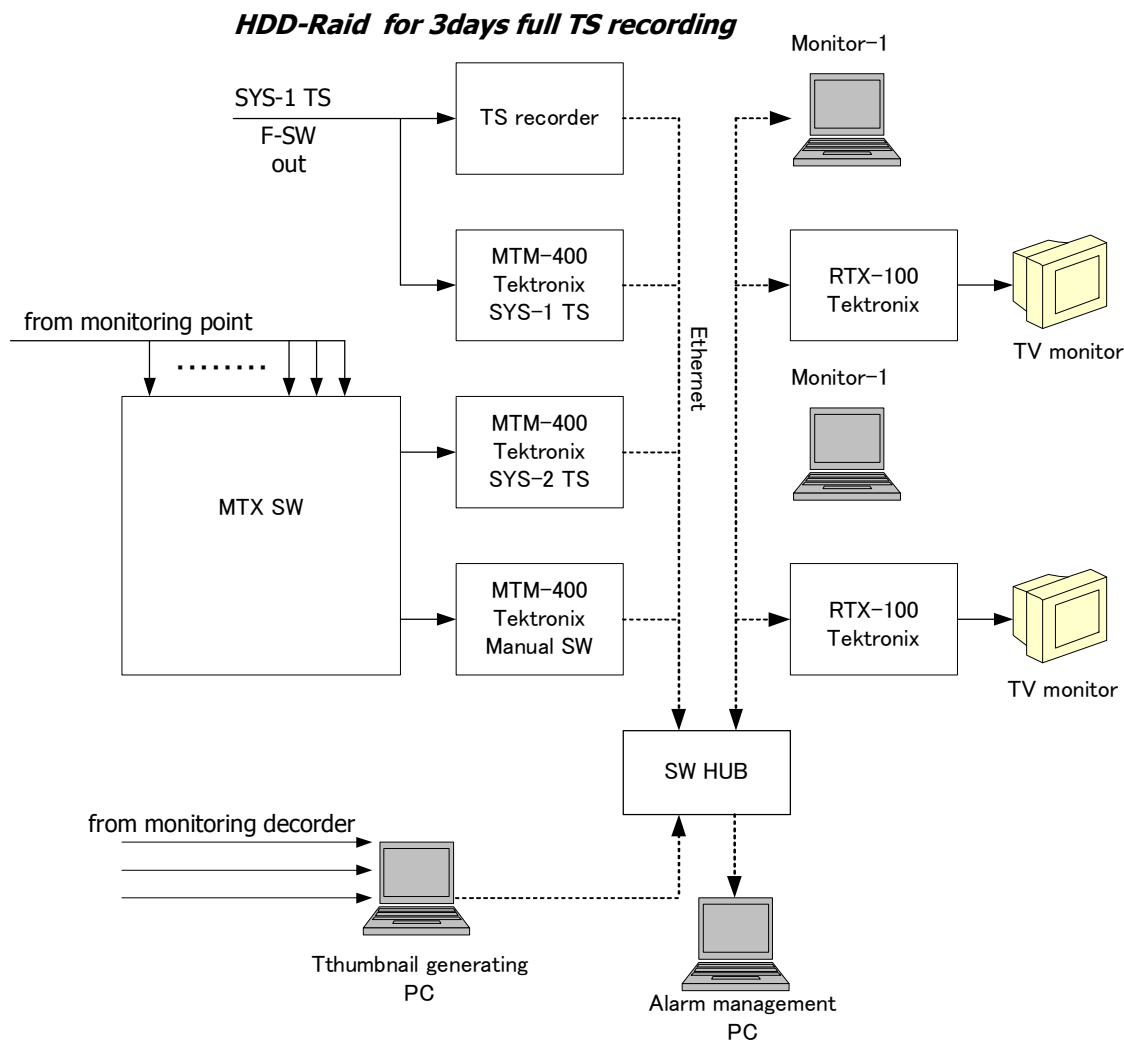 HDD-Raid for 3days full TS recording
Monitor-1
SYS-1 TS
F-SW
out
TS recorder
MTM-400
Tektronix
SYS-1 TS
RTX-100
Tektronix
TV monitor
from monitoring point
Ethernet
Monitor-1
MTX SW
MTM-400
Tektronix
SYS-2 TS
MTM-400
Tektronix
Manual SW
RTX-100
Tektronix
TV monitor
SW HUB
from monitoring decorder
Tthumbnail generating
PC
Alarm management
PC